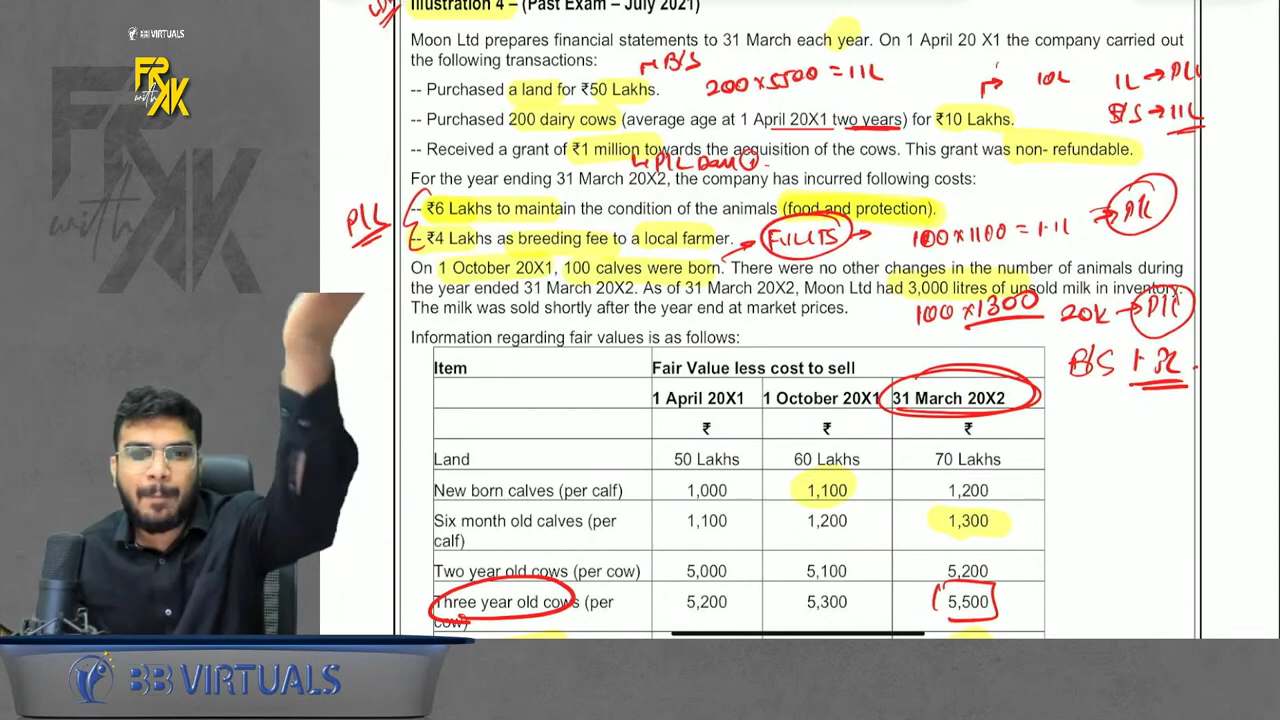 Illustration 4 – (Past Exam – July 2021)
BB VIRTUALS
FR with AK
Moon Ltd prepares financial statements to 31 March each year. On 1 April 20 X1 the company carried out
the following transactions:
B/S
200 x 5500 = 11L
10L
1L → P/L
B/S → 11L
-- Purchased a land for ₹50 Lakhs.
-- Purchased 200 dairy cows (average age at 1 April 20X1 two years) for ₹10 Lakhs.
-- Received a grant of ₹1 million towards the acquisition of the cows. This grant was non- refundable.
P/L Day ①.
For the year ending 31 March 20X2, the company has incurred following costs:
-- ₹6 Lakhs to maintain the condition of the animals (food and protection).
P/L
-- ₹4 Lakhs as breeding fee to a local farmer.
100 x 1100 = 1.1L → P/L
On 1 October 20X1, 100 calves were born. There were no other changes in the number of animals during
the year ended 31 March 20X2. As of 31 March 20X2, Moon Ltd had 3,000 litres of unsold milk in inventory.
The milk was sold shortly after the year end at market prices.
100 x 1300
20K → P/L
Information regarding fair values is as follows:
B/S 1.3L
Item Fair Value less cost to sell
1 April 20X1 1 October 20X1 31 March 20X2
₹ ₹ ₹
Land 50 Lakhs 60 Lakhs 70 Lakhs
New born calves (per calf) 1,000 1,100 1,200
Six month old calves (per calf) 1,100 1,200 1,300
Two year old cows (per cow) 5,000 5,100 5,200
Three year old cows (per cow) 5,200 5,300 5,500
BB VIRTUALS